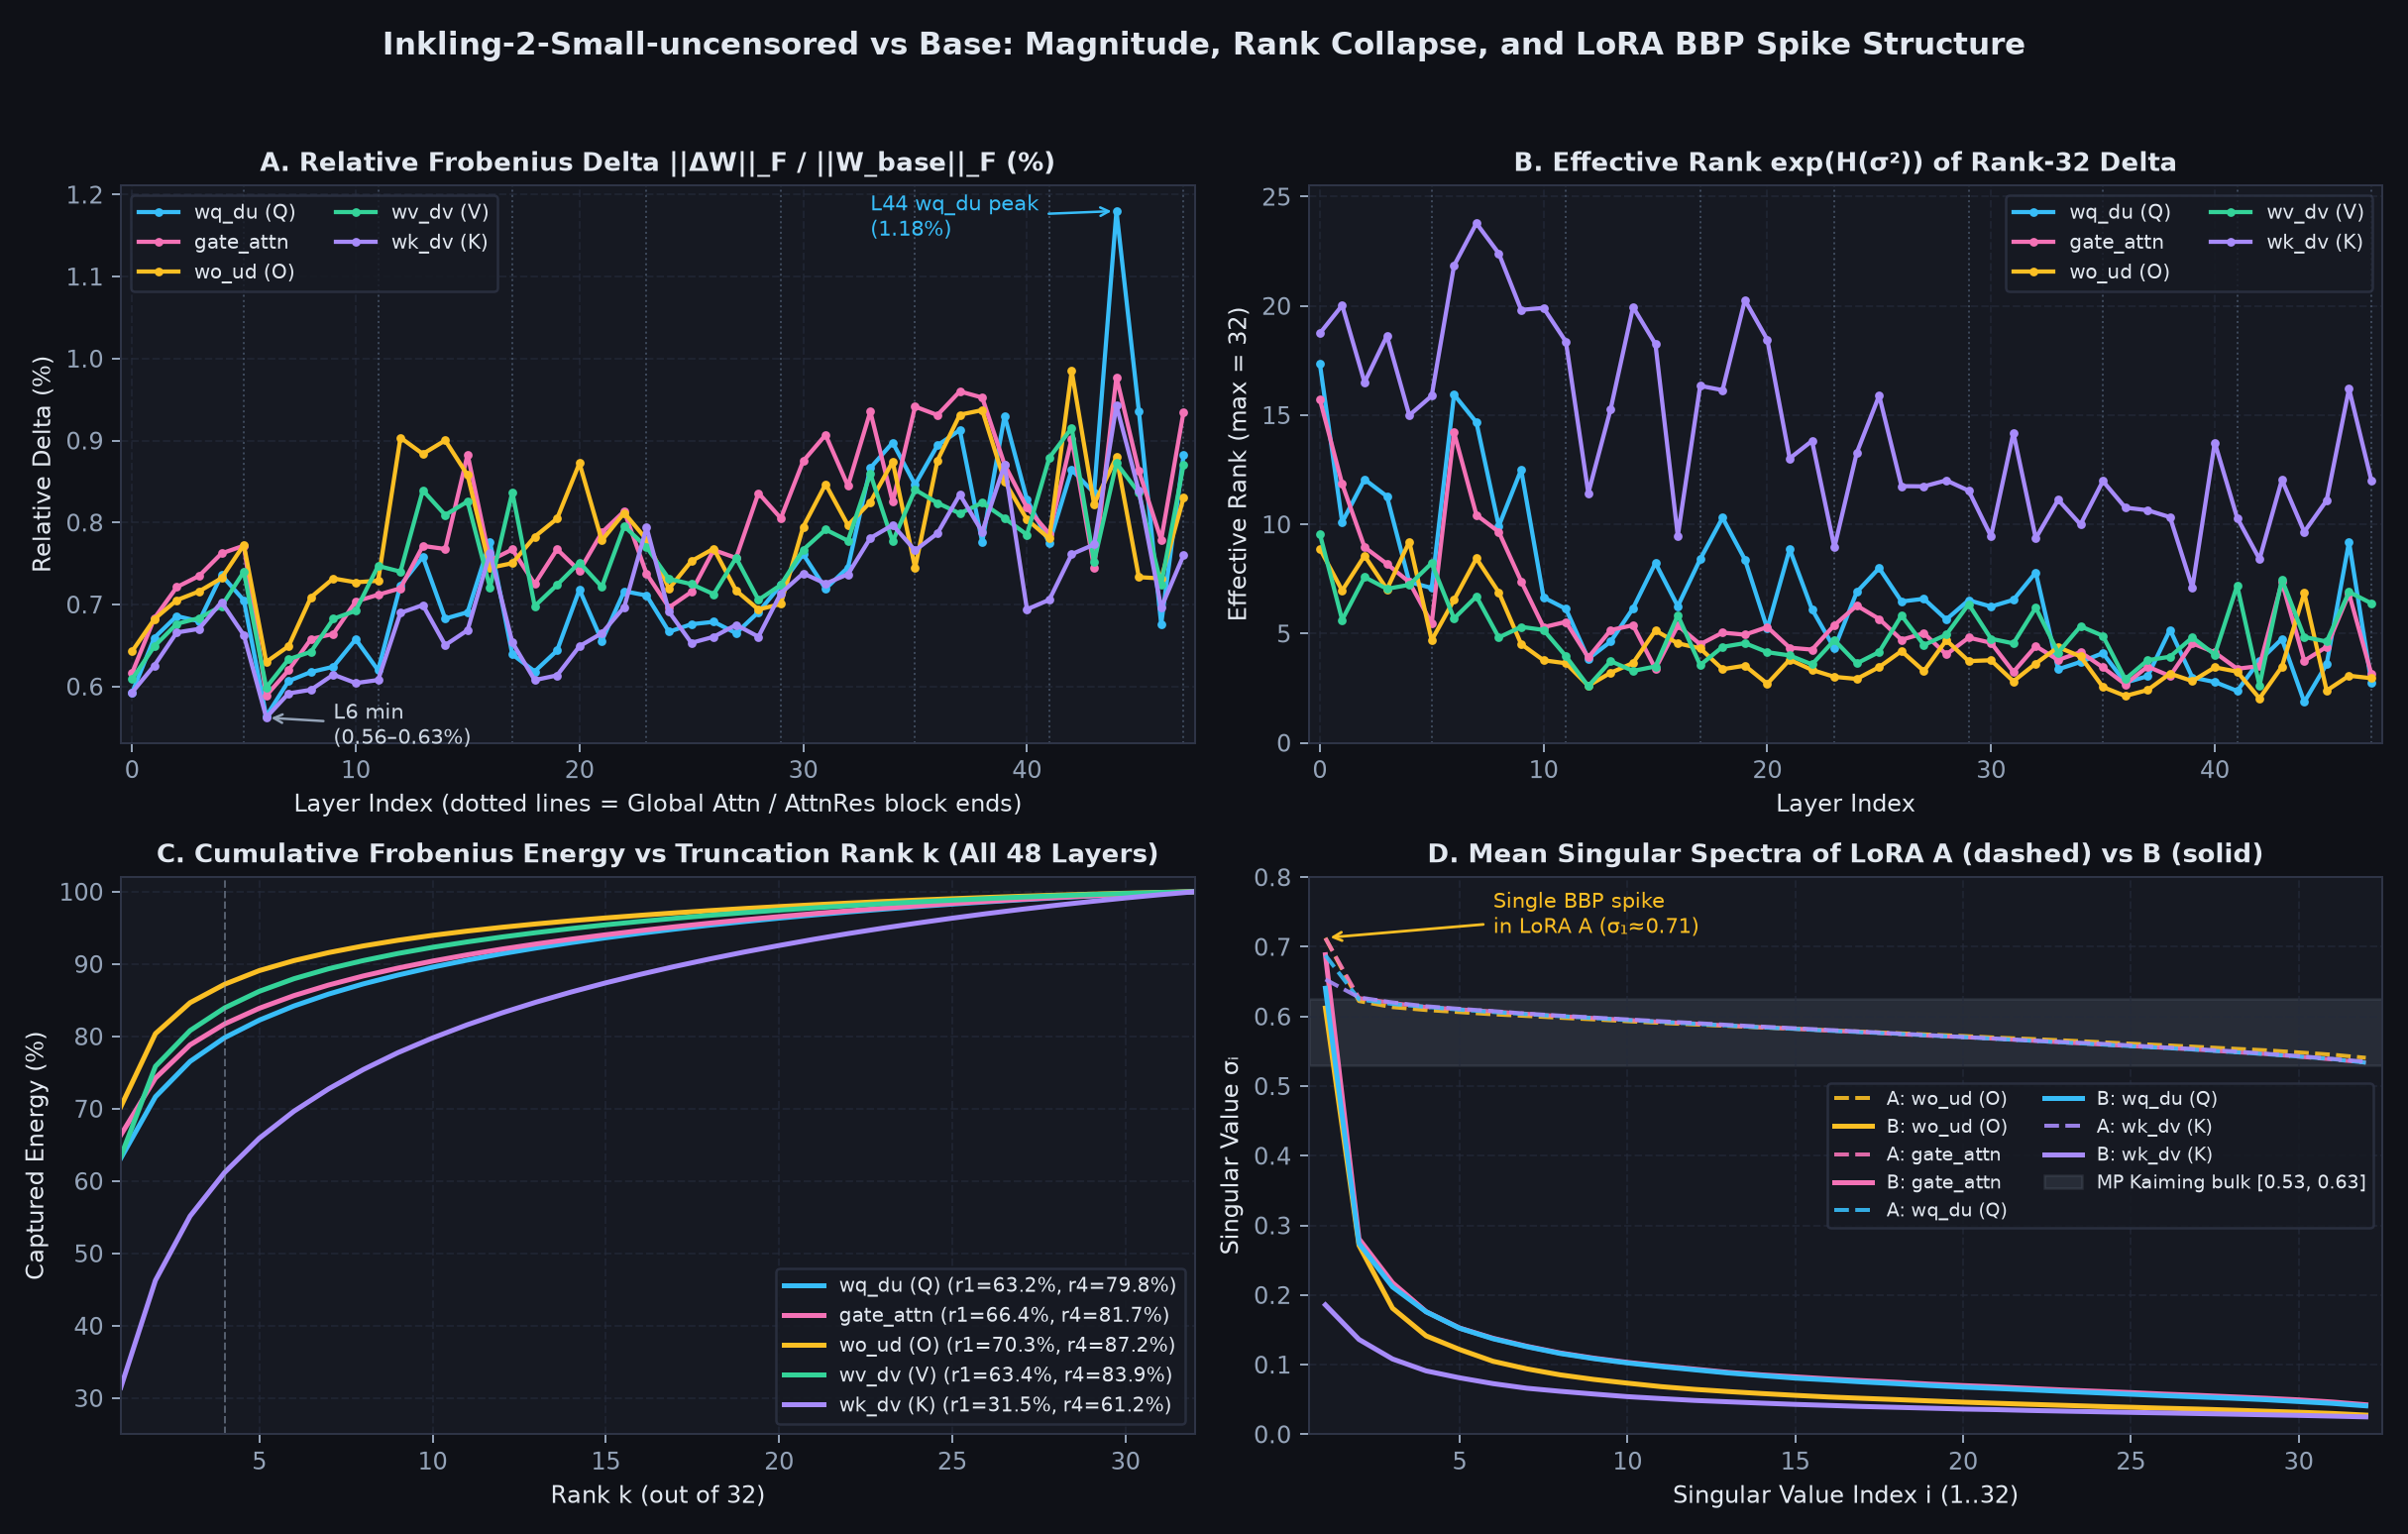 Inkling-2-Small-uncensored vs Base: Magnitude, Rank Collapse, and LoRA BBP Spike Structure
A. Relative Frobenius Delta ||ΔW||_F / ||W_base||_F (%)
wq_du (Q)
gate_attn
wo_ud (O)
wv_dv (V)
wk_dv (K)
L44 wq_du peak
(1.18%)
L6 min
(0.56–0.63%)
Relative Delta (%)
1.2
1.1
1.0
0.9
0.8
0.7
0.6
0
10
20
30
40
Layer Index (dotted lines = Global Attn / AttnRes block ends)
B. Effective Rank exp(H(σ²)) of Rank-32 Delta
wq_du (Q)
gate_attn
wo_ud (O)
wv_dv (V)
wk_dv (K)
Effective Rank (max = 32)
25
20
15
10
5
0
0
10
20
30
40
Layer Index
C. Cumulative Frobenius Energy vs Truncation Rank k (All 48 Layers)
Captured Energy (%)
100
90
80
70
60
50
40
30
wq_du (Q) (r1=63.2%, r4=79.8%)
gate_attn (r1=66.4%, r4=81.7%)
wo_ud (O) (r1=70.3%, r4=87.2%)
wv_dv (V) (r1=63.4%, r4=83.9%)
wk_dv (K) (r1=31.5%, r4=61.2%)
5
10
15
20
25
30
Rank k (out of 32)
D. Mean Singular Spectra of LoRA A (dashed) vs B (solid)
Single BBP spike
in LoRA A (σ₁≈0.71)
Singular Value σᵢ
0.8
0.7
0.6
0.5
0.4
0.3
0.2
0.1
0.0
A: wo_ud (O)
B: wo_ud (O)
A: gate_attn
B: gate_attn
A: wq_du (Q)
B: wq_du (Q)
A: wk_dv (K)
B: wk_dv (K)
MP Kaiming bulk [0.53, 0.63]
5
10
15
20
25
30
Singular Value Index i (1..32)